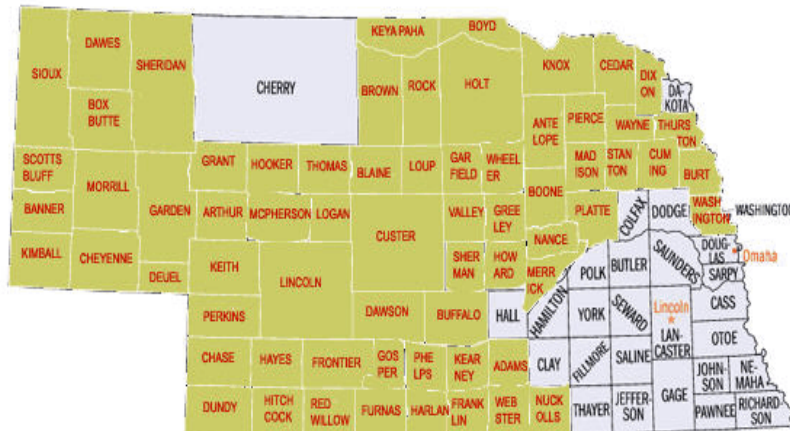 KEYA PAHA
BOYD
DAWES
SIOUX
SHERIDAN
CHERRY
BROWN
ROCK
HOLT
KNOX
CEDAR
DIX
ON
DA-
KOTA
BOX
BUTTE
ANTE
LOPE
PIERCE
WAYNE
THURS
TON
SCOTTS
BLUFF
GRANT
HOOKER
THOMAS
BLAINE
LOUP
GAR
FIELD
WHEEL
ER
MAD
ISON
STAN
TON
CUM
ING
BURT
MORRILL
BOONE
BANNER
GARDEN
ARTHUR
MCPHERSON
LOGAN
CUSTER
VALLEY
GREE
LEY
PLATTE
COLFAX
DODGE
WASH
INGTON
WASHINGTON
KIMBALL
CHEYENNE
DEUEL
KEITH
LINCOLN
SHER
MAN
HOW
ARD
NANCE
MERR
ICK
POLK
BUTLER
SAUNDERS
DOUG-
LAS
Omaha
SARPY
PERKINS
DAWSON
BUFFALO
HALL
HAMILTON
YORK
SEWARD
Lincoln
LAN-
CASTER
CASS
OTOE
CHASE
HAYES
FRONTIER
GOS
PER
PHE
LPS
KEAR
NEY
ADAMS
CLAY
FILLMORE
SALINE
JOHN-
SON
NE-
MAHA
DUNDY
HITCH
COCK
RED
WILLOW
FURNAS
HARLAN
FRANK
LIN
WEB
STER
NUCK
OLLS
THAYER
JEFFER-
SON
GAGE
PAWNEE
RICHARD
SON